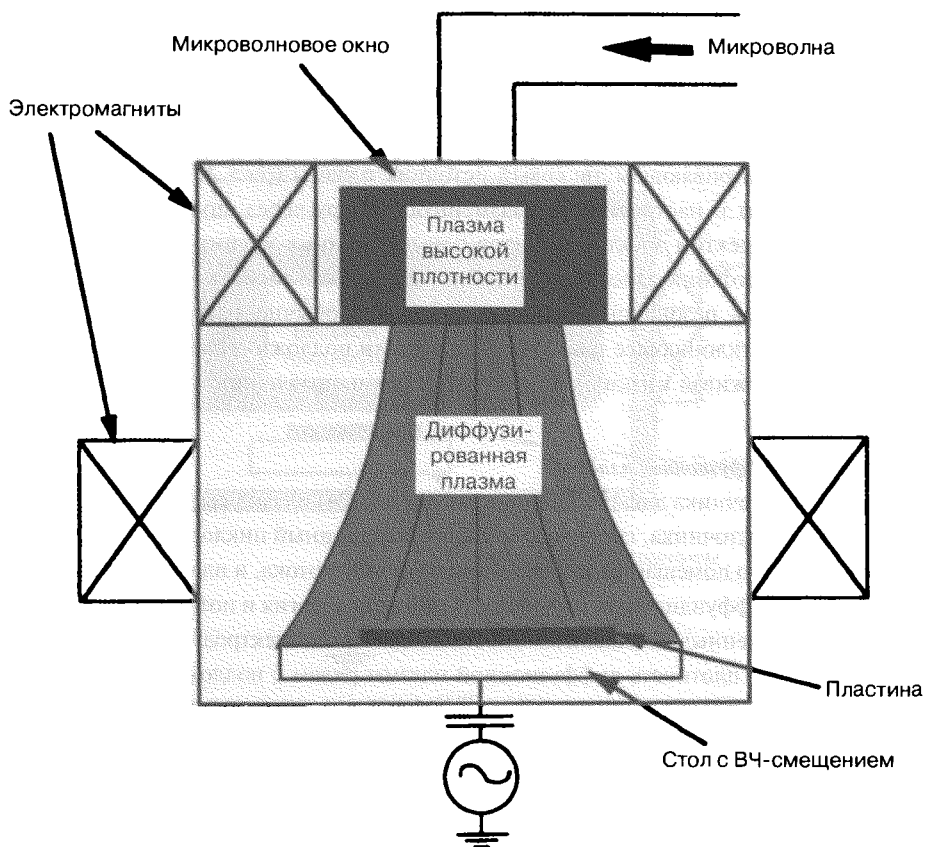 Микроволновое окно
Микроволна
Электромагниты
Плазма
высокой
плотности
Диффузи-
рованная
плазма
Пластина
Стол с ВЧ-смещением